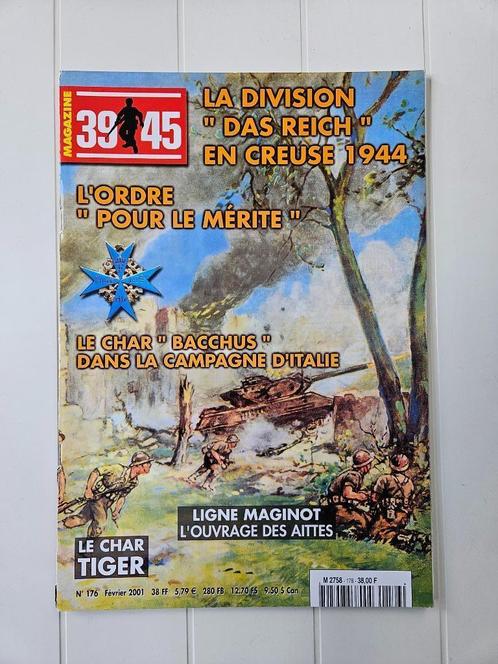 MAGAZINE
39 45
LA DIVISION
" DAS REICH "
EN CREUSE 1944
L'ORDRE
" POUR LE MÉRITE "
LE CHAR " BACCHUS "
DANS LA CAMPAGNE D'ITALIE
LIGNE MAGINOT
L'OUVRAGE DES AITTES
LE CHAR
TIGER
N° 176 Février 2001 38 FF 5,79 € 280 FB 12.70 FS 9.50 $ Can
M 2758 - 176 - 38,00 F